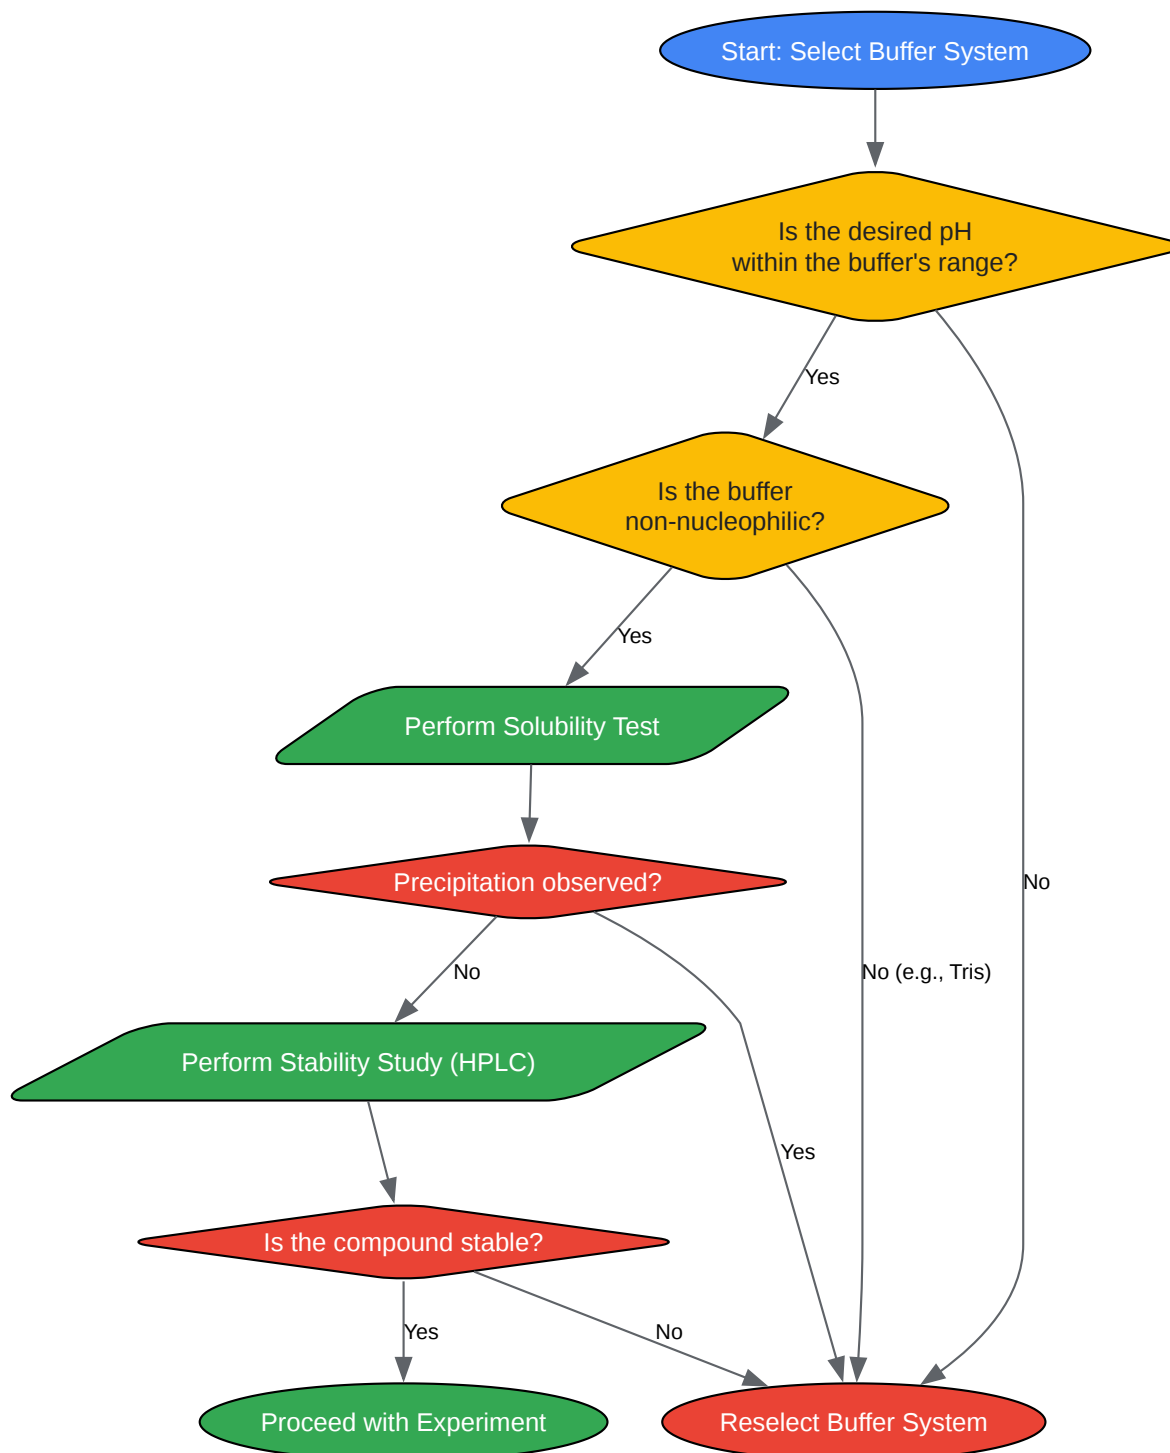 Start: Select Buffer System
Is the desired pH
within the buffer's range?
Yes
Is the buffer
non-nucleophilic?
Yes
Perform Solubility Test
Precipitation observed?
No
No
No (e.g., Tris)
Perform Stability Study (HPLC)
Yes
Is the compound stable?
Yes
No
Proceed with Experiment
Reselect Buffer System